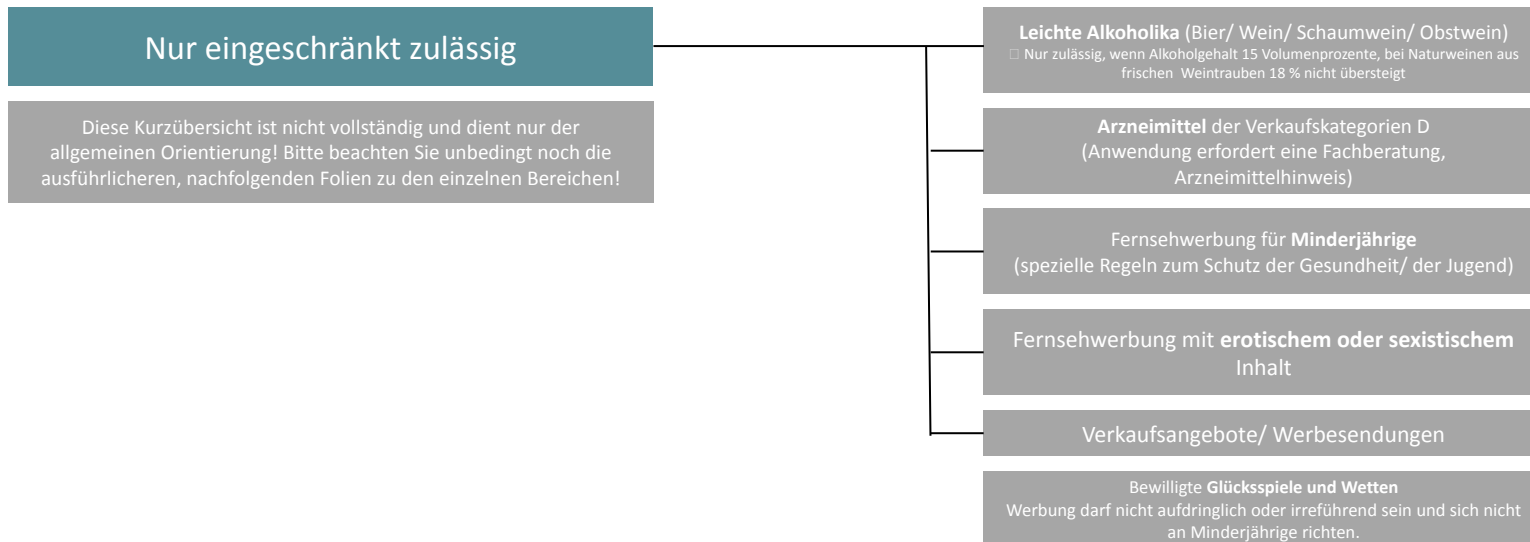 Nur eingeschränkt zulässig
Diese Kurzübersicht ist nicht vollständig und dient nur der
allgemeinen Orientierung! Bitte beachten Sie unbedingt noch die
ausführlicheren, nachfolgenden Folien zu den einzelnen Bereichen!
Leichte Alkoholika (Bier/ Wein/ Schaumwein/ Obstwein)
□ Nur zulässig, wenn Alkoholgehalt 15 Volumenprozente, bei Naturweinen aus
frischen Weintrauben 18 % nicht übersteigt
Arzneimittel der Verkaufskategorien D
(Anwendung erfordert eine Fachberatung,
Arzneimittelhinweis)
Fernsehwerbung für Minderjährige
(spezielle Regeln zum Schutz der Gesundheit/ der Jugend)
Fernsehwerbung mit erotischem oder sexistischem
Inhalt
Verkaufsangebote/ Werbesendungen
Bewilligte Glücksspiele und Wetten
Werbung darf nicht aufdringlich oder irreführend sein und sich nicht
an Minderjährige richten.